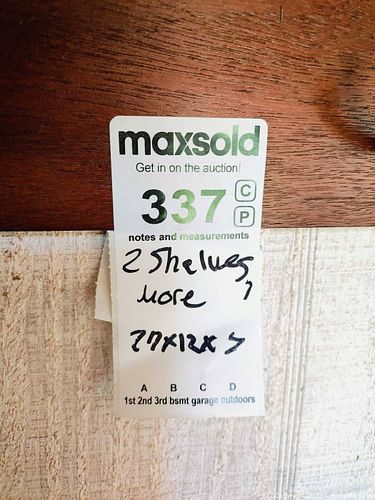 maxsold
Get in on the auction!
337 C
P
notes and measurements
2 Shelves
more
27x12x
A B C D
1st 2nd 3rd bsmt garage outdoors